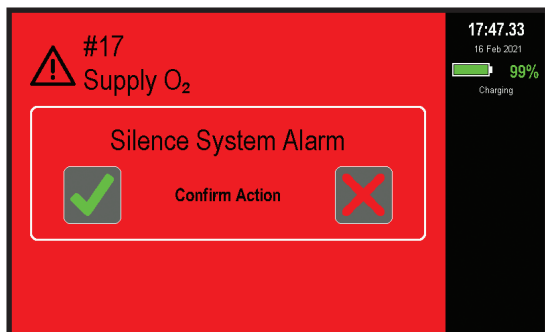 #17
Supply O₂
Silence System Alarm
Confirm Action
17:47.33
16 Feb 2021
99%
Charging